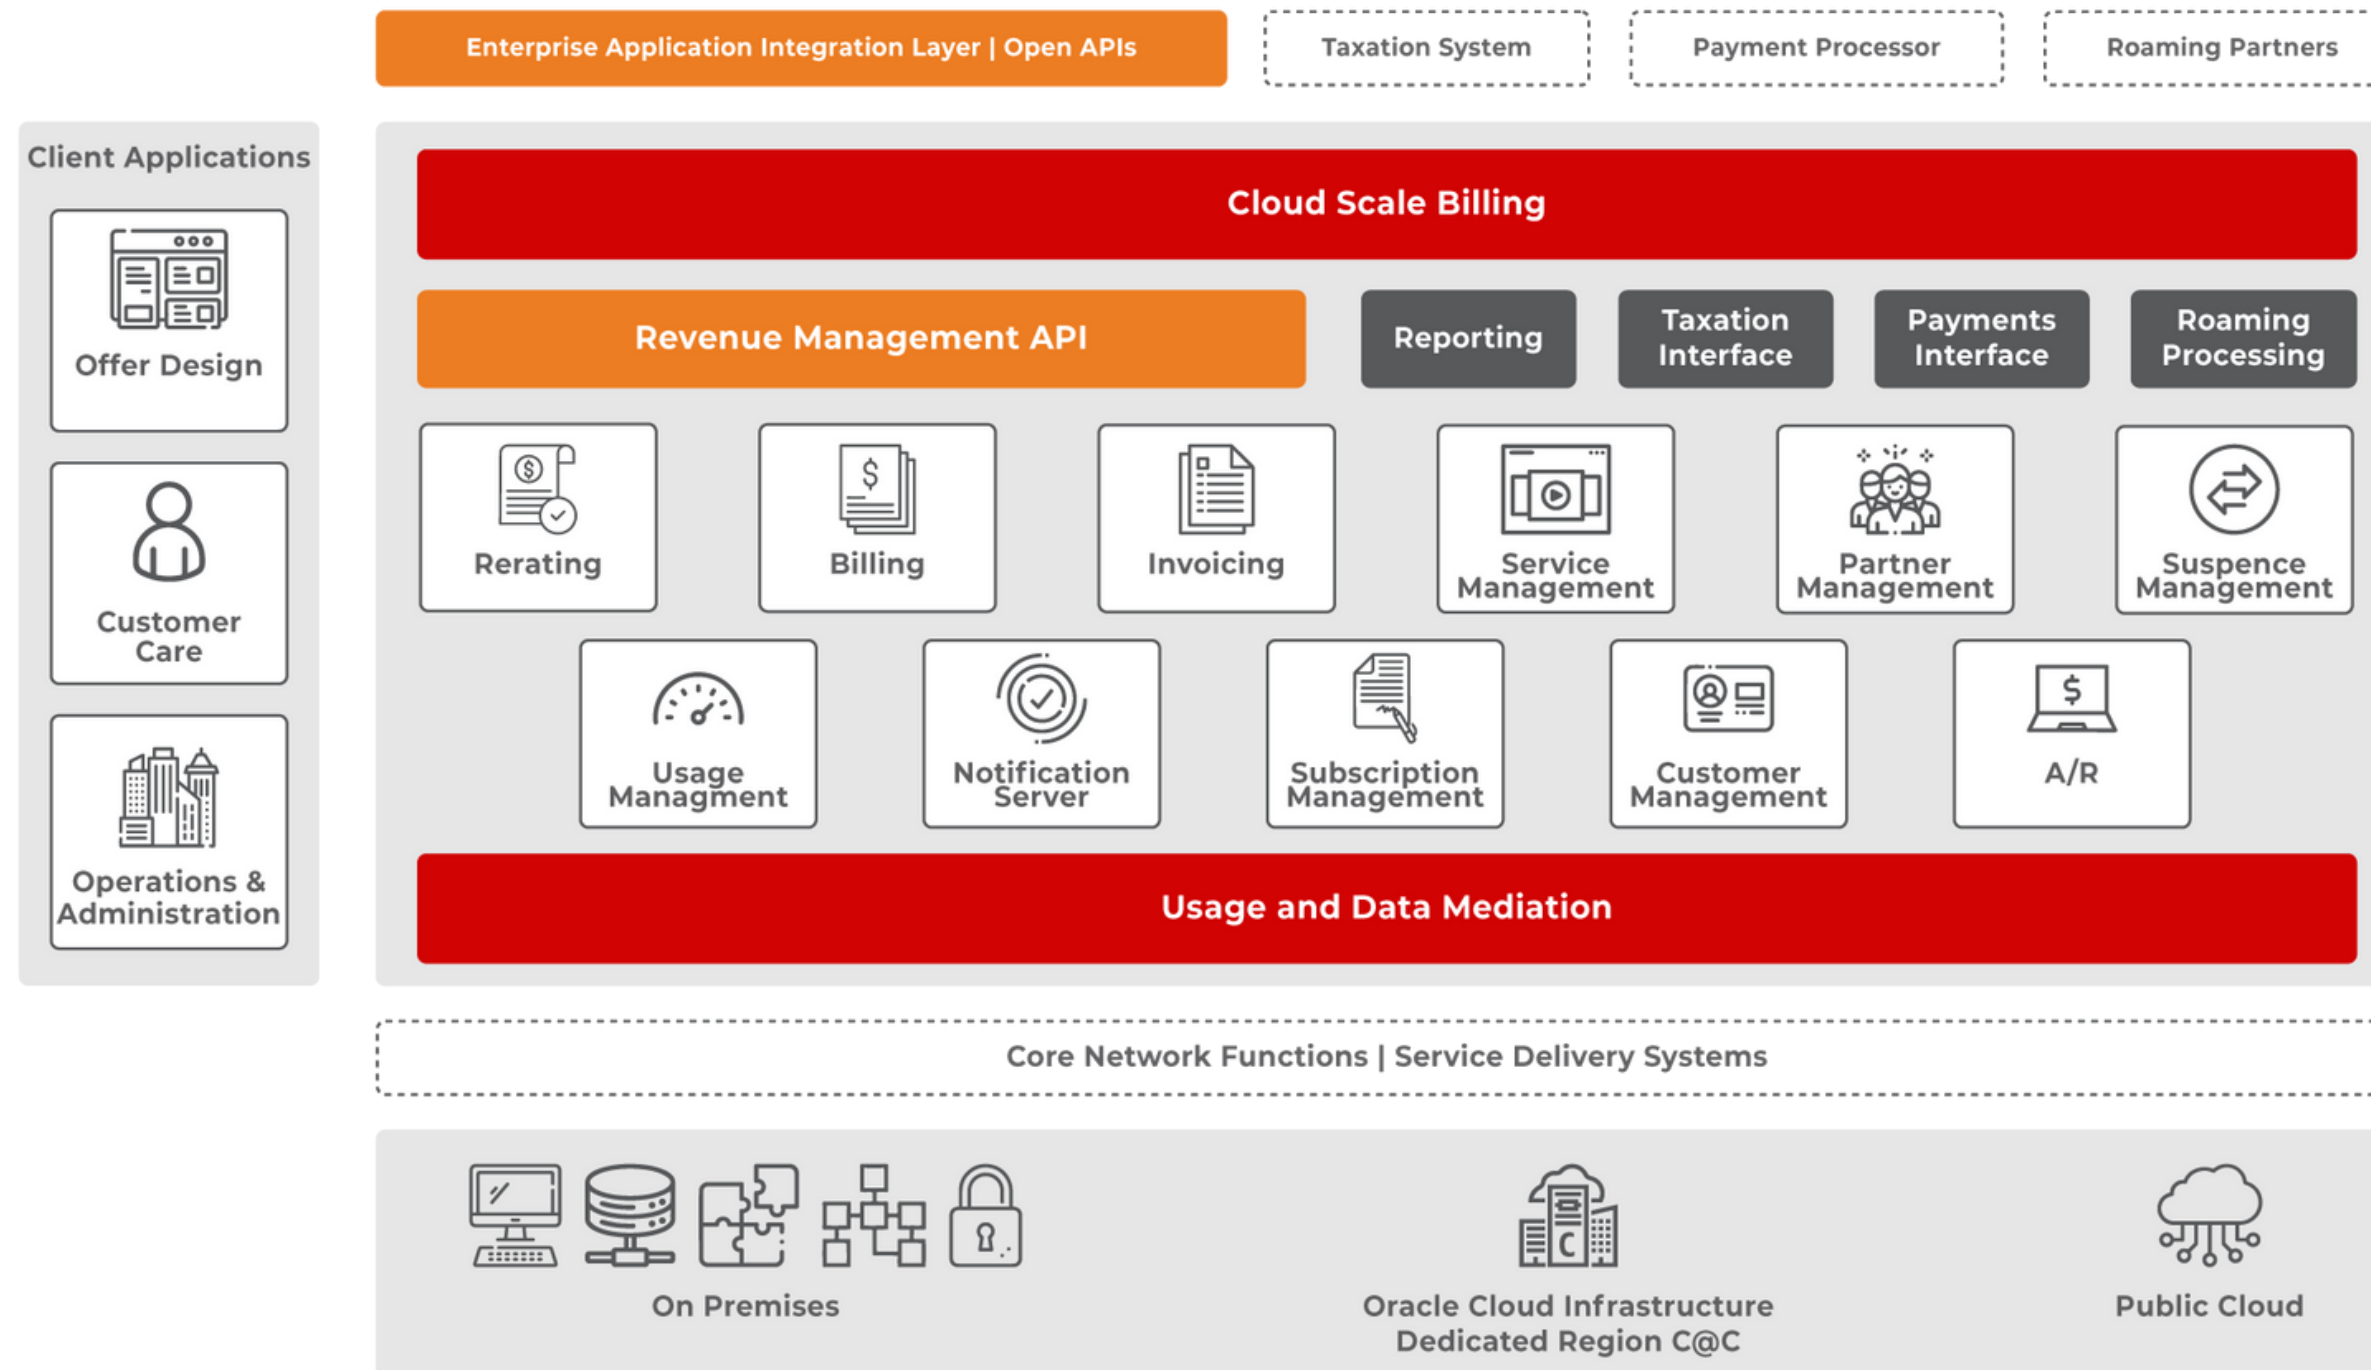 Enterprise Application Integration Layer | Open APIs
Taxation System
Payment Processor
Roaming Partners
Client Applications
Offer Design
Customer
Care
Operations &
Administration
Cloud Scale Billing
Revenue Management API
Reporting
Taxation
Interface
Payments
Interface
Roaming
Processing
Rerating
Billing
Invoicing
Service
Management
Partner
Management
Suspence
Management
Usage
Managment
Notification
Server
Subscription
Management
Customer
Management
A/R
Usage and Data Mediation
Core Network Functions | Service Delivery Systems
On Premises
C
Oracle Cloud Infrastructure
Dedicated Region C@C
Public Cloud